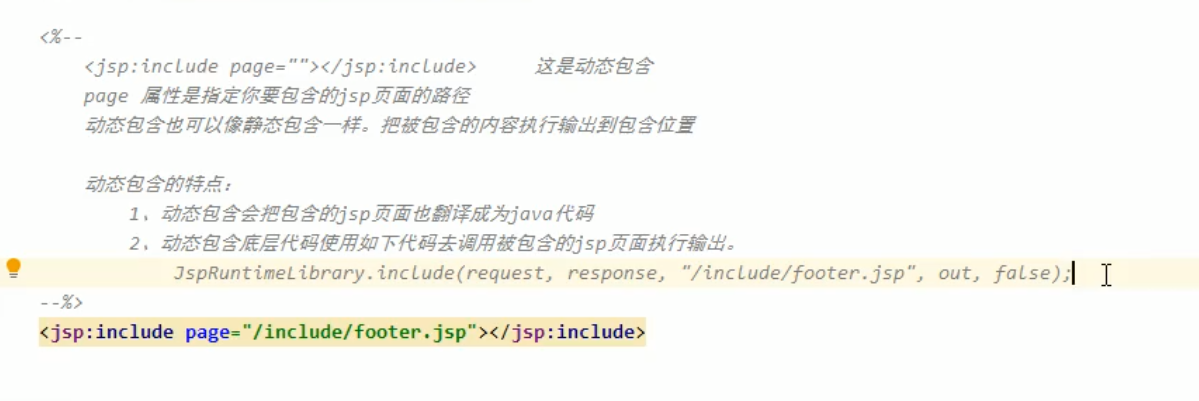 <%--
<jsp:include page=""></jsp:include> 这是动态包含
page 属性是指定你要包含的jsp页面的路径
动态包含也可以像静态包含一样。把被包含的内容执行输出到包含位置
动态包含的特点：
1、动态包含会把包含的jsp页面也翻译成为java代码
2、动态包含底层代码使用如下代码去调用被包含的jsp页面执行输出。
JspRuntimeLibrary.include(request, response, "/include/footer.jsp", out, false);
--%>
<jsp:include page="/include/footer.jsp"></jsp:include>